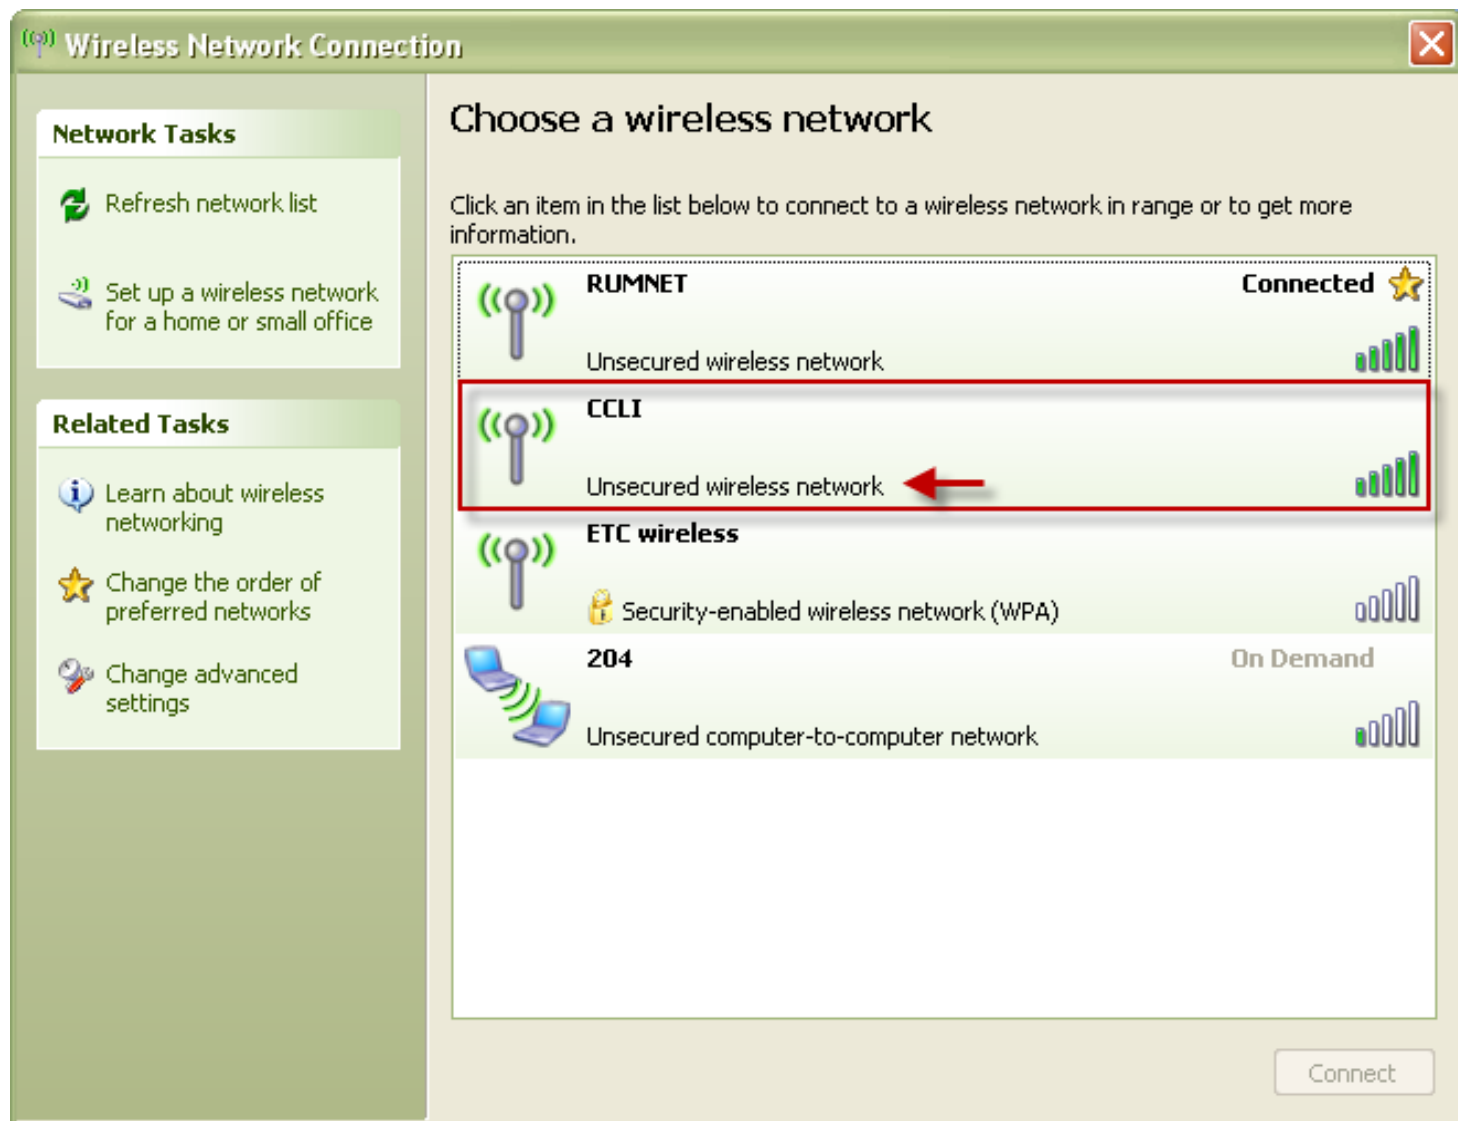 Wireless Network Connection
Network Tasks
Refresh network list
Set up a wireless network
for a home or small office
Related Tasks
Learn about wireless
networking
Change the order of
preferred networks
Change advanced
settings
Choose a wireless network
Click an item in the list below to connect to a wireless network in range or to get more
information.
RUMNET Connected
Unsecured wireless network
CCLI
Unsecured wireless network
ETC wireless
Security-enabled wireless network (WPA)
204 On Demand
Unsecured computer-to-computer network
Connect